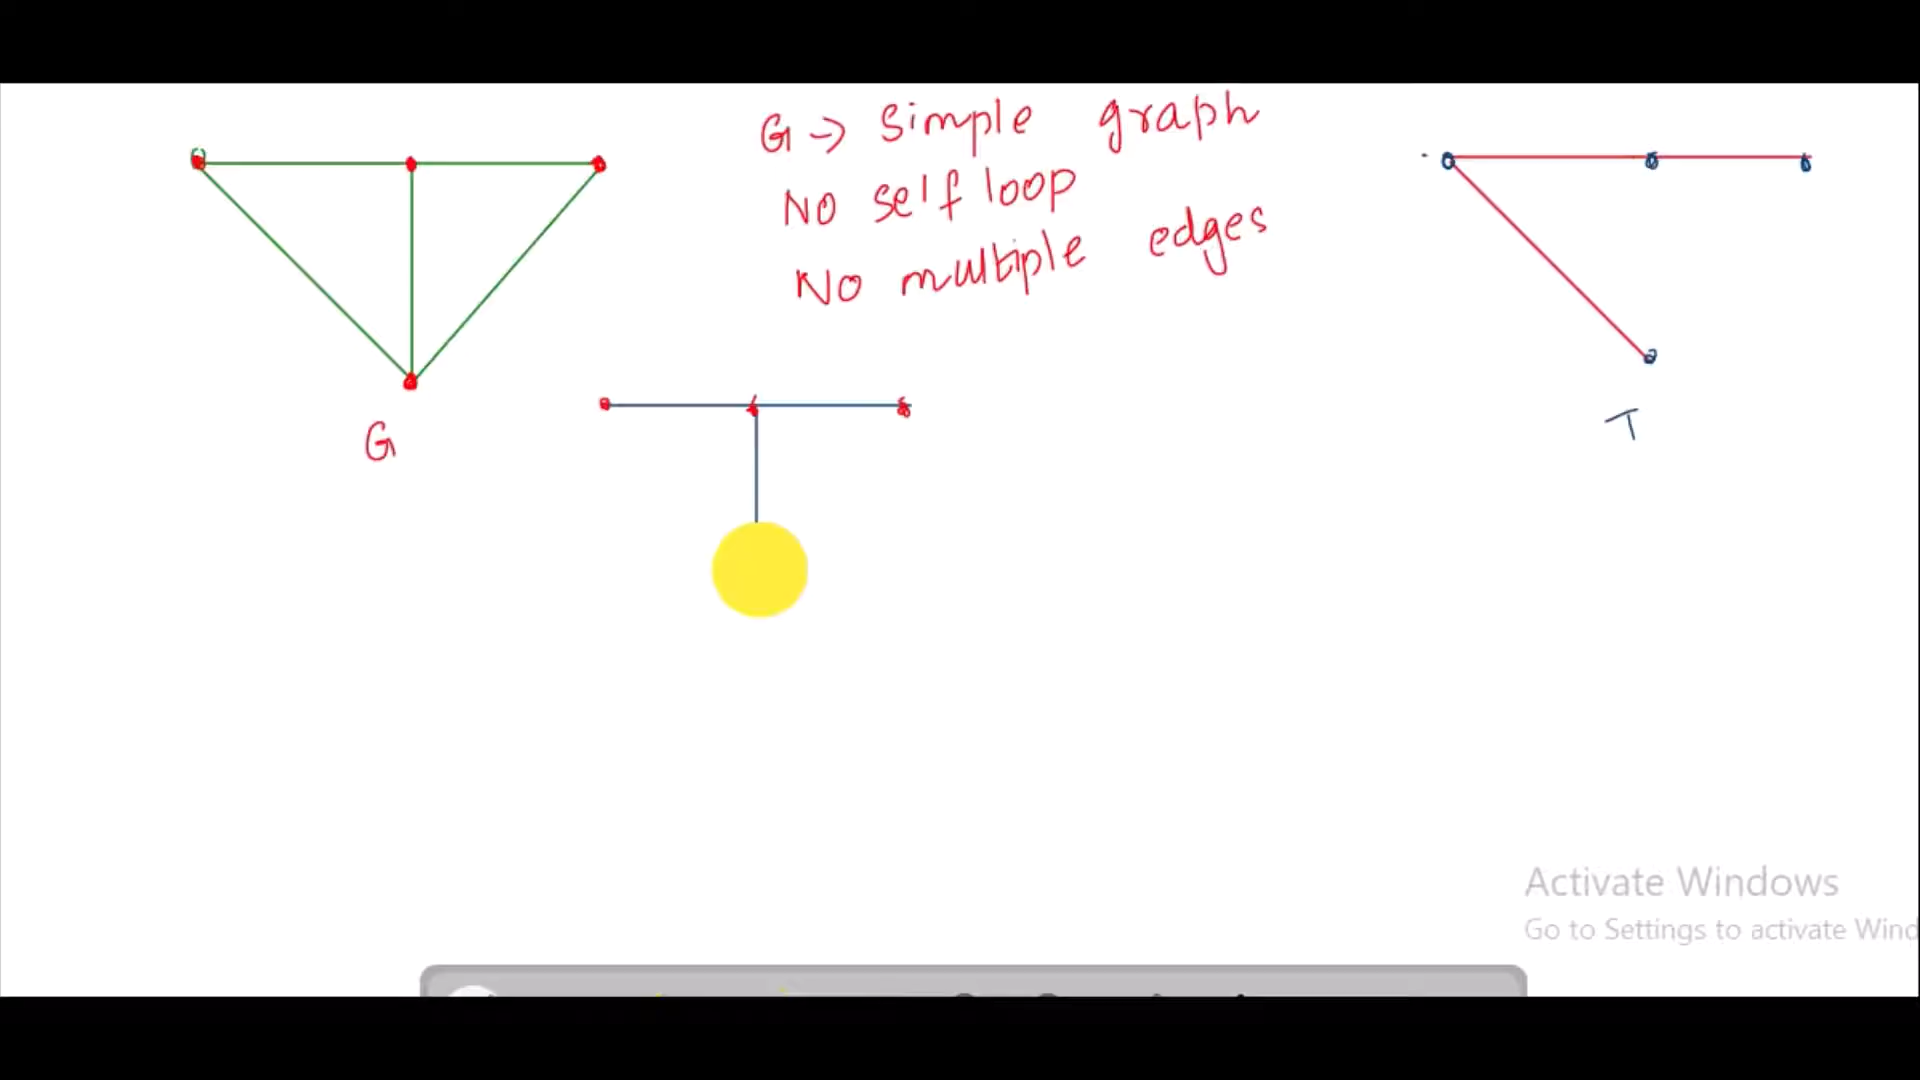 G → Simple graph
No self loop
No multiple edges
G
T
Activate Windows
Go to Settings to activate Wind